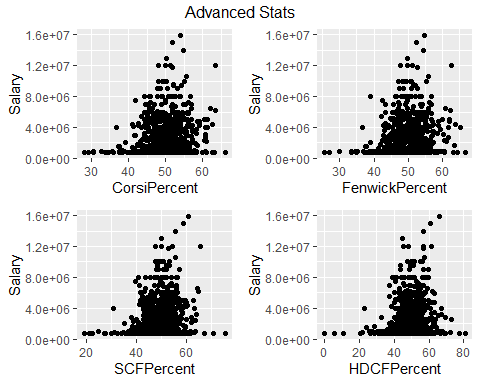 Advanced Stats
Salary
1.6e+07
1.2e+07
8.0e+06
4.0e+06
0.0e+00
30 40 50 60
CorsiPercent
Salary
1.6e+07
1.2e+07
8.0e+06
4.0e+06
0.0e+00
30 40 50 60
FenwickPercent
Salary
1.6e+07
1.2e+07
8.0e+06
4.0e+06
0.0e+00
20 40 60
SCFPercent
Salary
1.6e+07
1.2e+07
8.0e+06
4.0e+06
0.0e+00
0 20 40 60 80
HDCFPercent